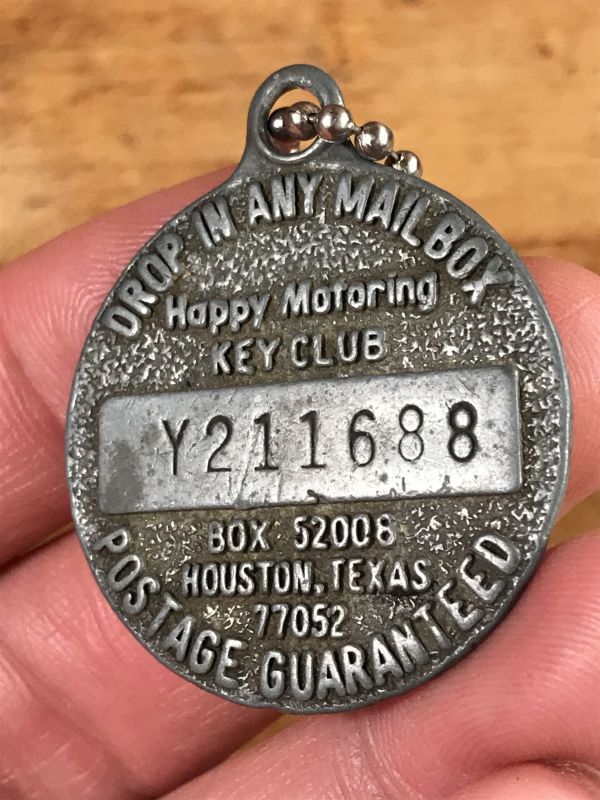 DROP IN ANY MAILBOX
Happy Motoring
KEY CLUB
Y211688
BOX 52008
HOUSTON, TEXAS
77052
POSTAGE GUARANTEED